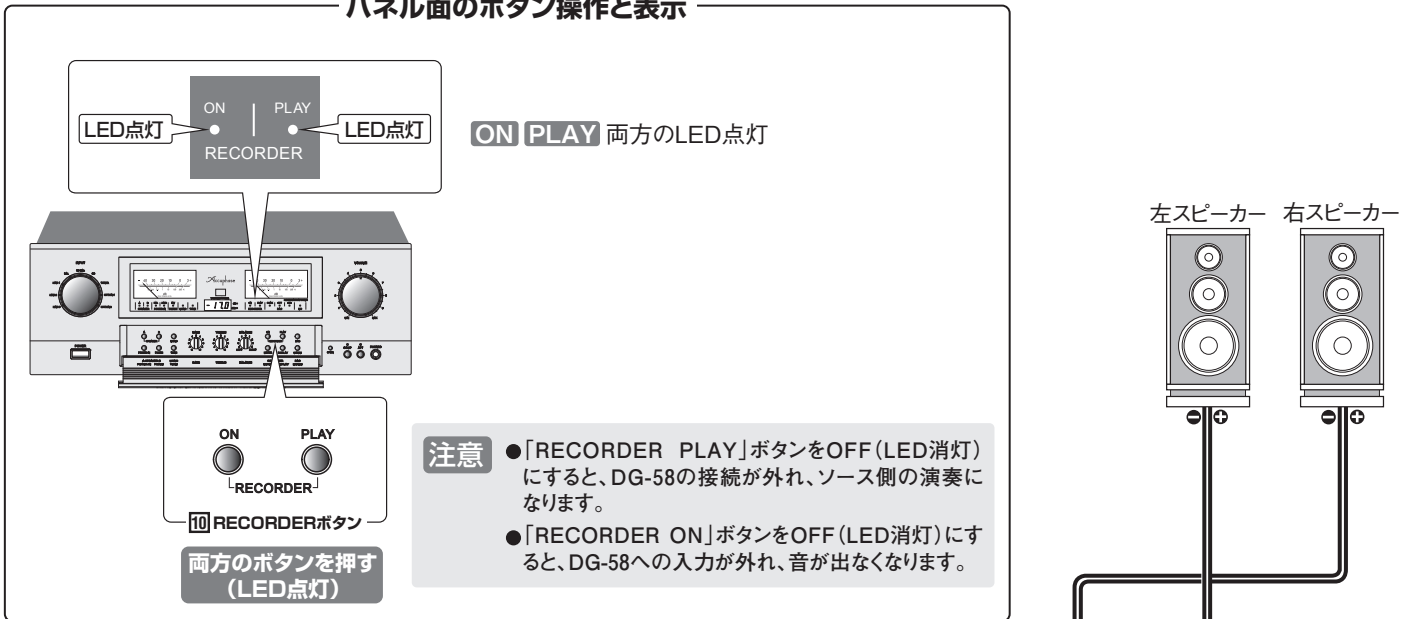 パネル面のボタン操作と表示
ON PLAY
LED点灯 LED点灯
RECORDER
ON PLAY 両方のLED点灯
左スピーカー 右スピーカー
Accuphase
ON PLAY
RECORDER
10 RECORDERボタン
両方のボタンを押す
(LED点灯)
注意
●「RECORDER PLAY」ボタンをOFF(LED消灯)
にすると、DG-58の接続が外れ、ソース側の演奏に
なります。
●「RECORDER ON」ボタンをOFF(LED消灯)にす
ると、DG-58への入力が外れ、音が出なくなります。